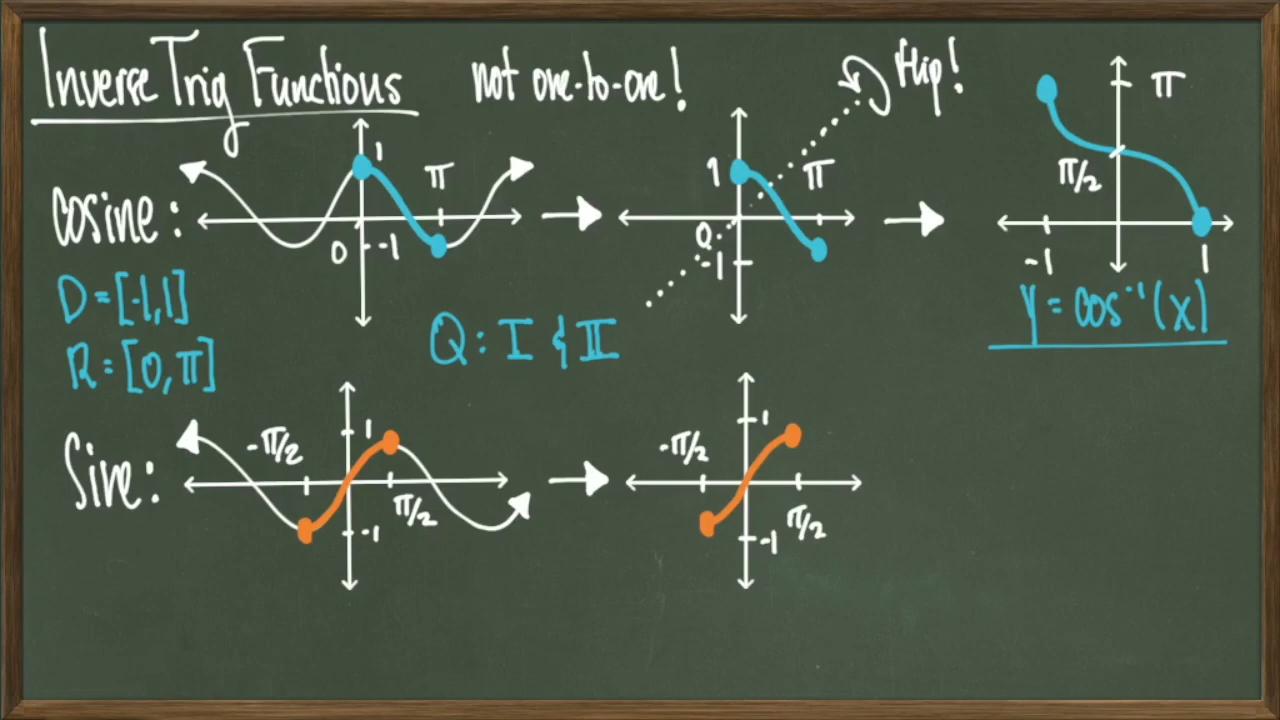 Inverse Trig Functions
not one-to-one!
Flip!
cosine:
1
π
0
-1
1
π
0
-1
π
π/2
-1
1
D=[-1,1]
R=[0,π]
Q: I & II
y = cos⁻¹(x)
Sine:
-π/2
1
π/2
-1
-π/2
1
π/2
-1